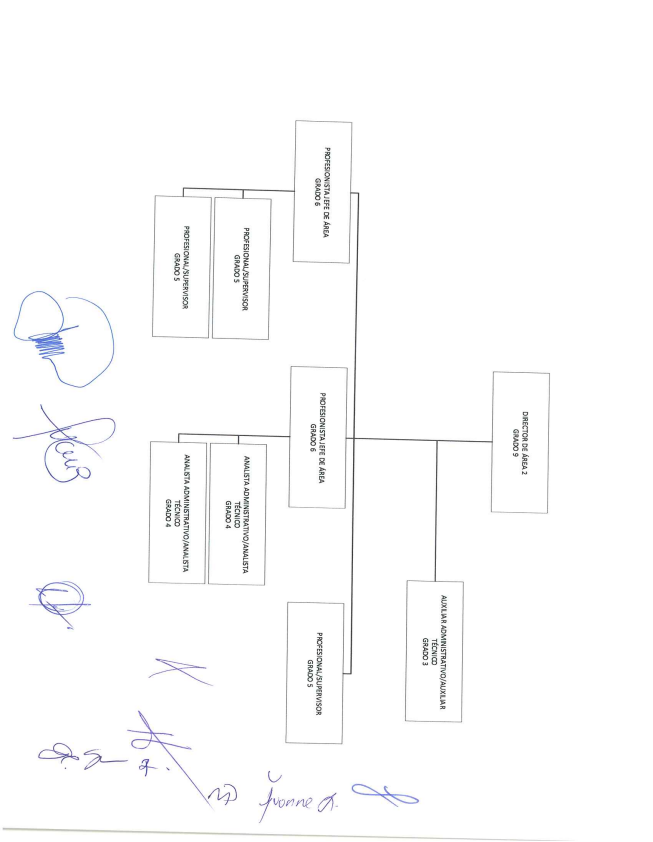 DIRECTOR DE ÁREA 2
GRADO 9
AUXILIAR ADMINISTRATIVO/AUXILIAR
TÉCNICO
GRADO 3
PROFESIONISTA JEFE DE ÁREA
GRADO 6
PROFESIONISTA JEFE DE ÁREA
GRADO 6
PROFESIONAL/SUPERVISOR
GRADO 5
PROFESIONAL/SUPERVISOR
GRADO 5
PROFESIONAL/SUPERVISOR
GRADO 5
ANALISTA ADMINISTRATIVO/ANALISTA
TÉCNICO
GRADO 4
ANALISTA ADMINISTRATIVO/ANALISTA
TÉCNICO
GRADO 4
Ivonne